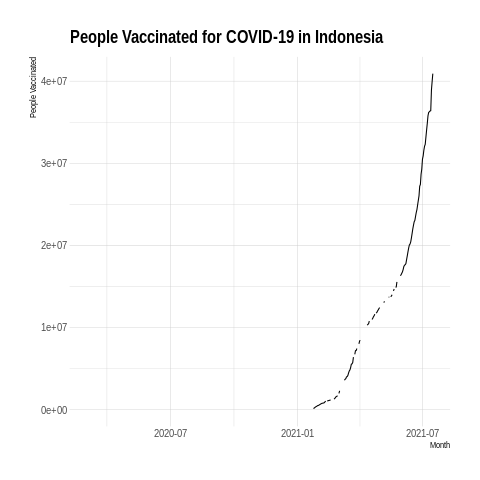 People Vaccinated for COVID-19 in Indonesia
People Vaccinated
4e+07
3e+07
2e+07
1e+07
0e+00
2020-07
2021-01
2021-07
Month